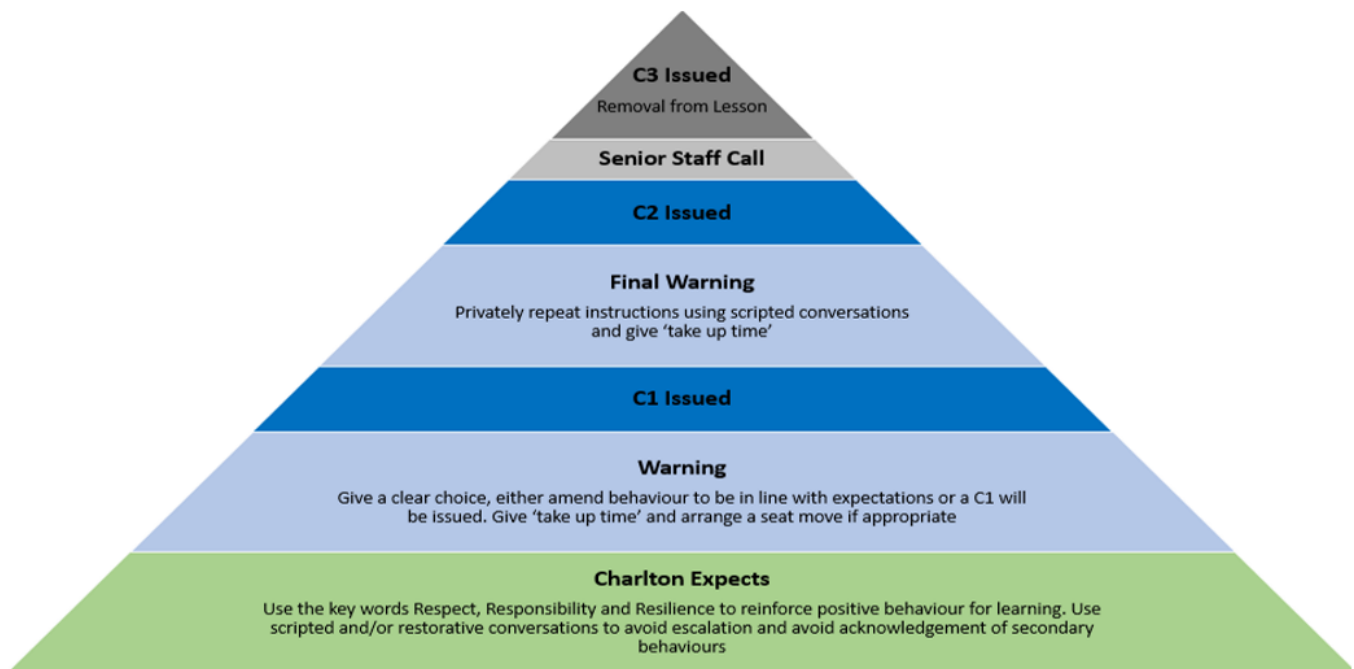 C3 Issued
Removal from Lesson
Senior Staff Call
C2 Issued
Final Warning
Privately repeat instructions using scripted conversations
and give ‘take up time’
C1 Issued
Warning
Give a clear choice, either amend behaviour to be in line with expectations or a C1 will
be issued. Give ‘take up time’ and arrange a seat move if appropriate
Charlton Expects
Use the key words Respect, Responsibility and Resilience to reinforce positive behaviour for learning. Use
scripted and/or restorative conversations to avoid escalation and avoid acknowledgement of secondary
behaviours